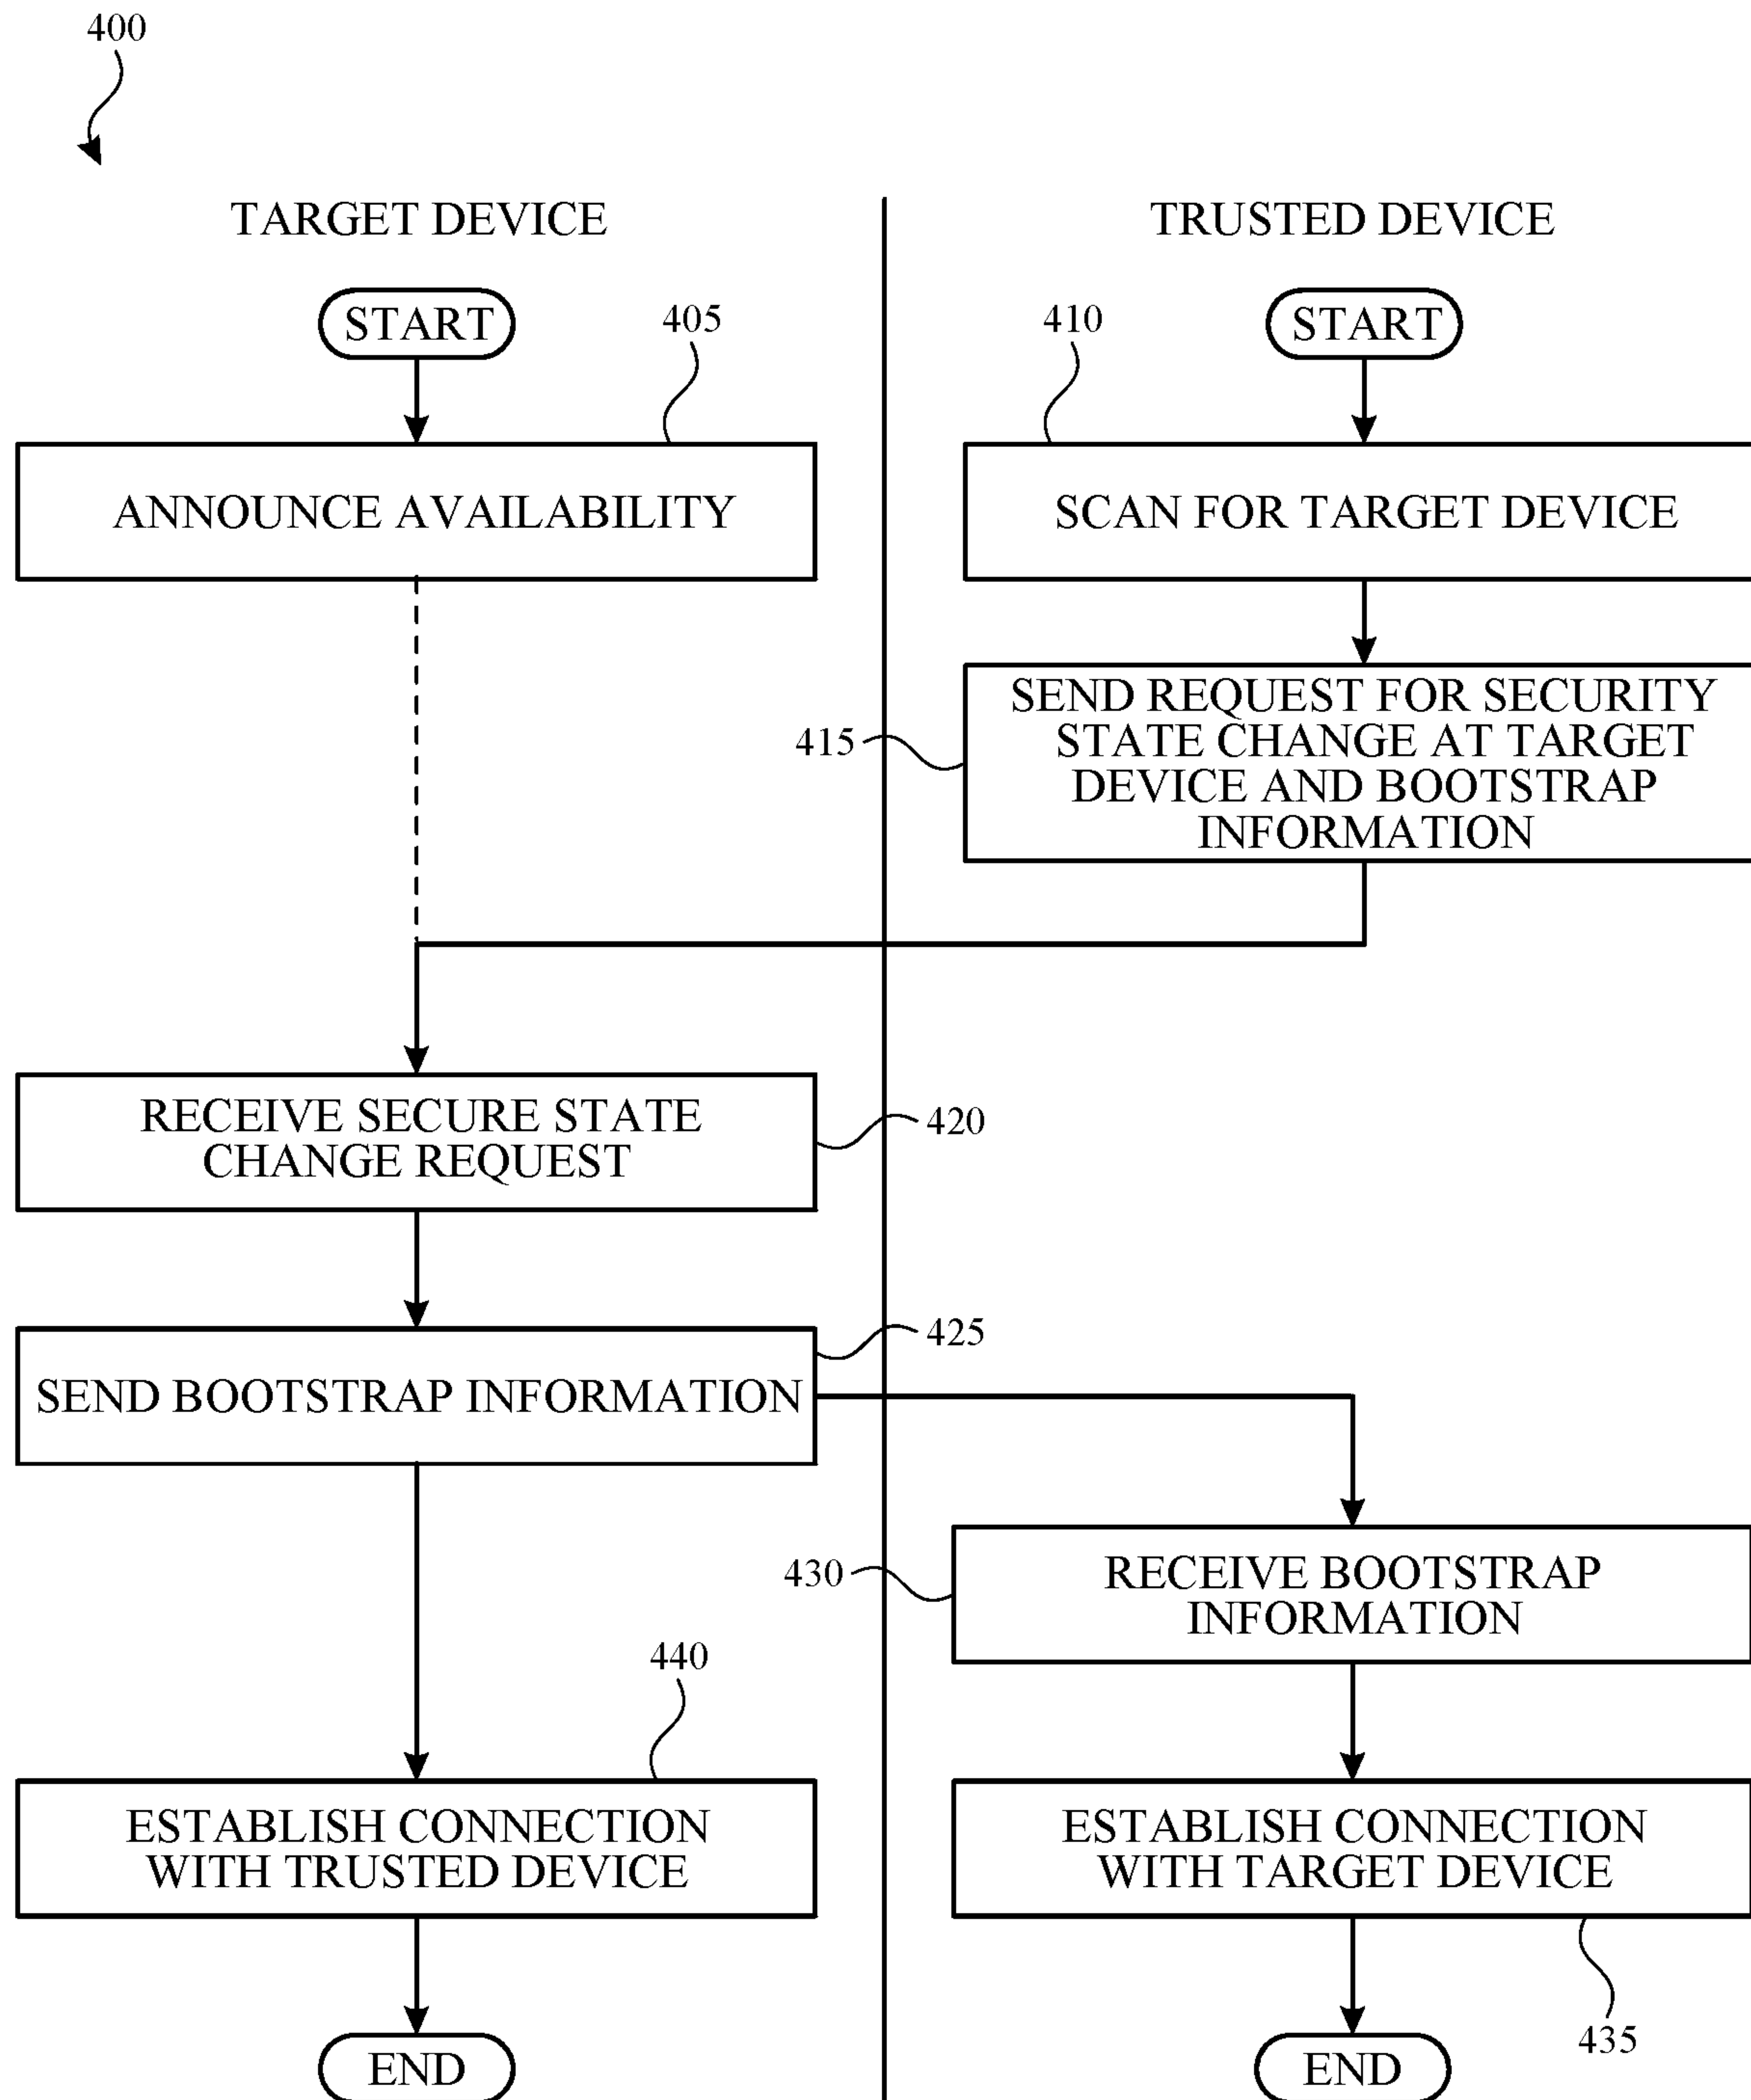 400
TARGET DEVICE
TRUSTED DEVICE
START
405
410
START
ANNOUNCE AVAILABILITY
SCAN FOR TARGET DEVICE
415
SEND REQUEST FOR SECURITY
STATE CHANGE AT TARGET
DEVICE AND BOOTSTRAP
INFORMATION
RECEIVE SECURE STATE
CHANGE REQUEST
420
425
SEND BOOTSTRAP INFORMATION
430
RECEIVE BOOTSTRAP
INFORMATION
440
ESTABLISH CONNECTION
WITH TRUSTED DEVICE
ESTABLISH CONNECTION
WITH TARGET DEVICE
435
END
END